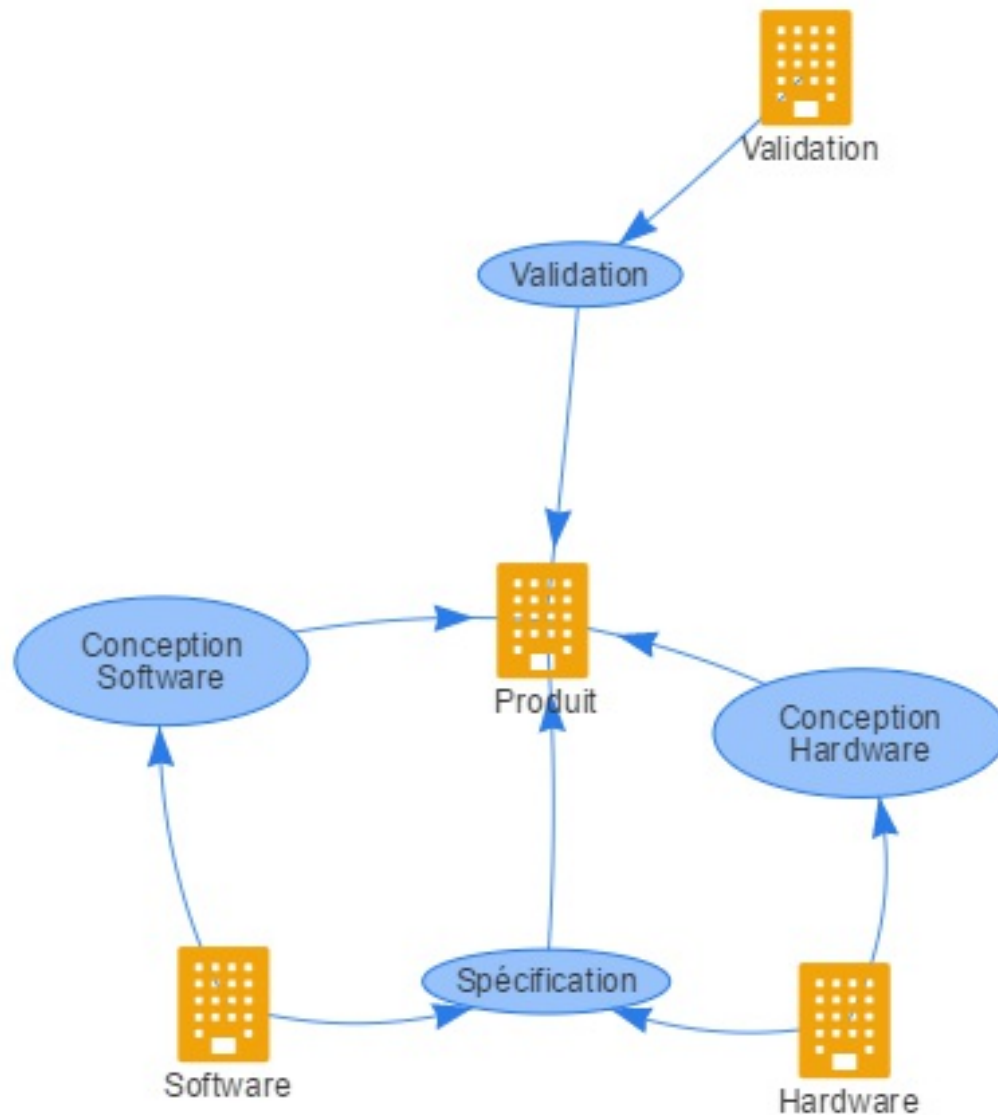 Validation
Validation
Conception
Software
Produit
Conception
Hardware
Spécification
Software
Hardware